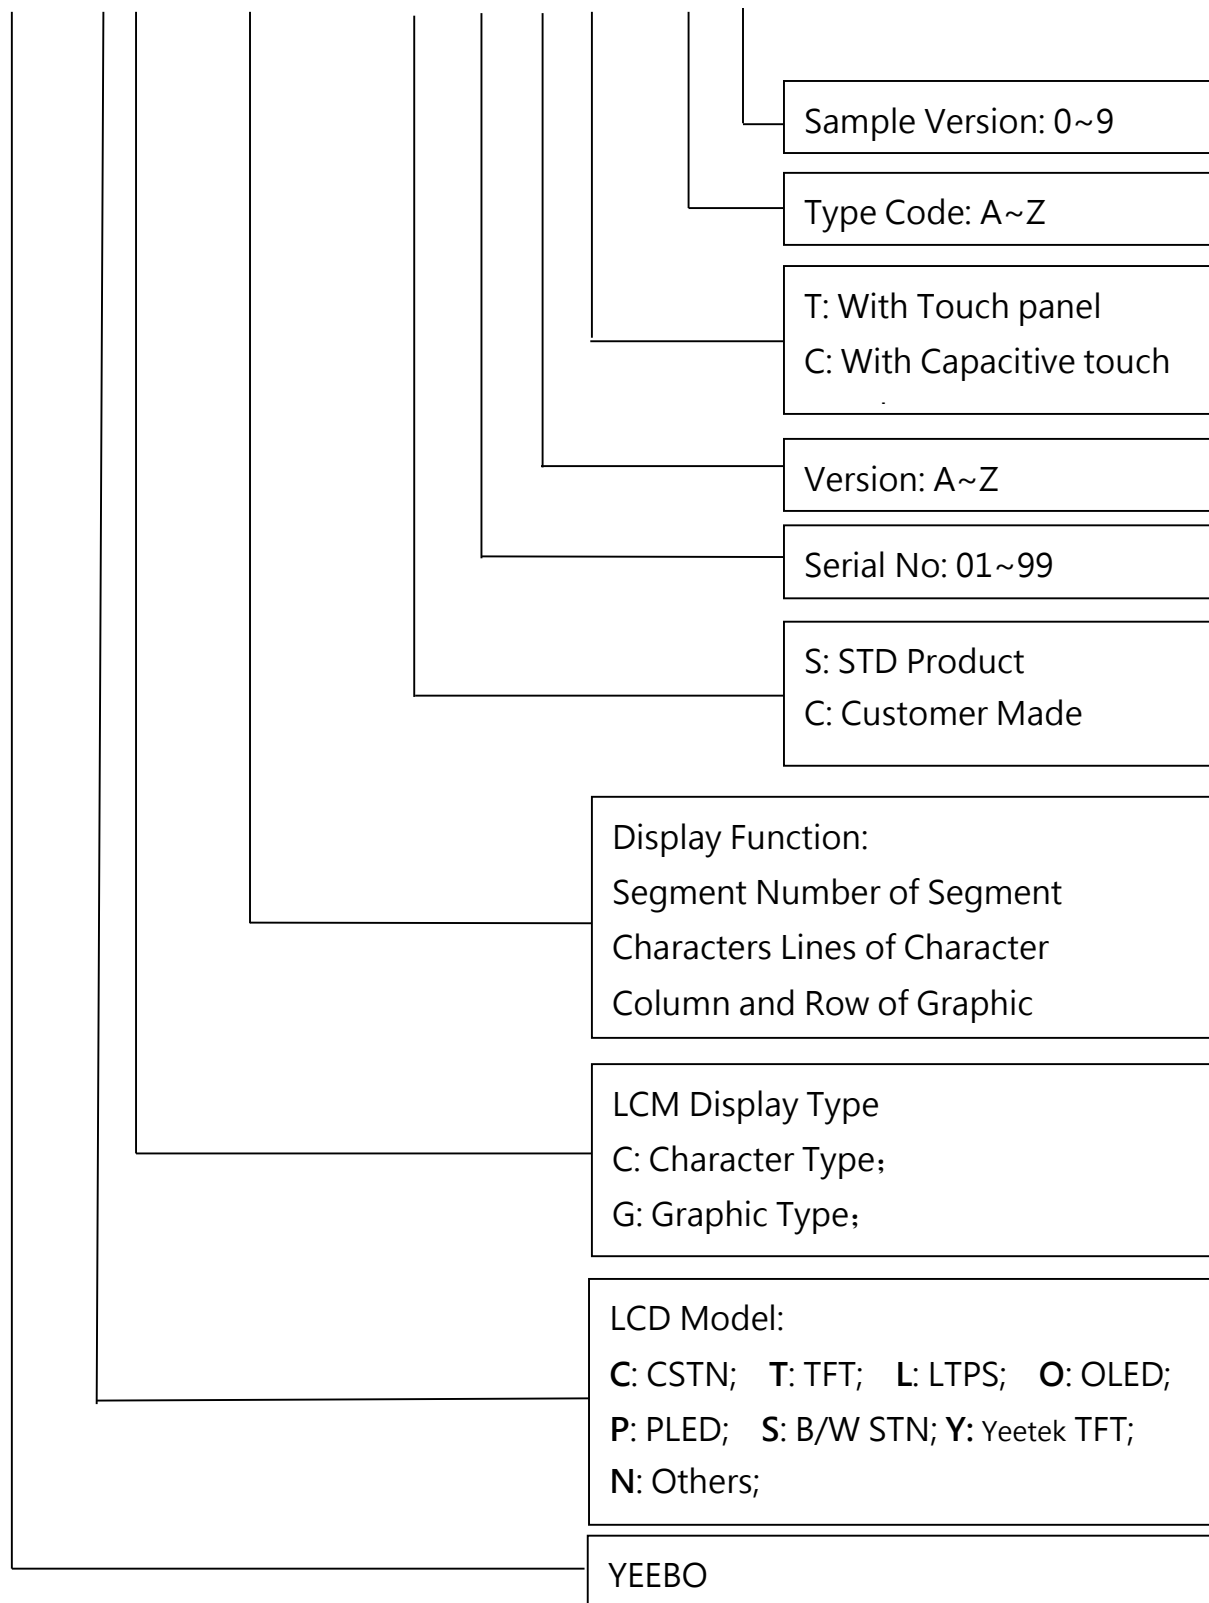 Sample Version: 0~9
Type Code: A~Z
T: With Touch panel
C: With Capacitive touch
Version: A~Z
Serial No: 01~99
S: STD Product
C: Customer Made
Display Function:
Segment Number of Segment
Characters Lines of Character
Column and Row of Graphic
LCM Display Type
C: Character Type；
G: Graphic Type；
LCD Model:
C: CSTN; T: TFT; L: LTPS; O: OLED;
P: PLED; S: B/W STN; Y: Yeetek TFT;
N: Others;
YEEBO